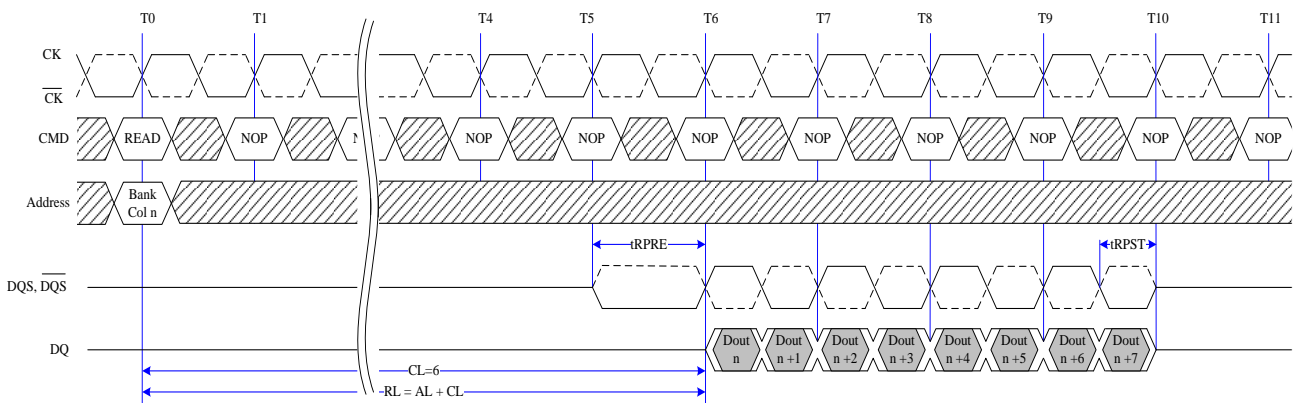 T0 T1 T4 T5 T6 T7 T8 T9 T10 T11
CK
CK
CMD READ NOP NOP NOP NOP NOP NOP NOP NOP NOP
Address Bank
Col n
tRPRE tRPST
DQS, DQS
DQ Dout Dout Dout Dout Dout Dout Dout Dout
n n +1 n +2 n +3 n +4 n +5 n +6 n +7
CL=6
RL = AL + CL